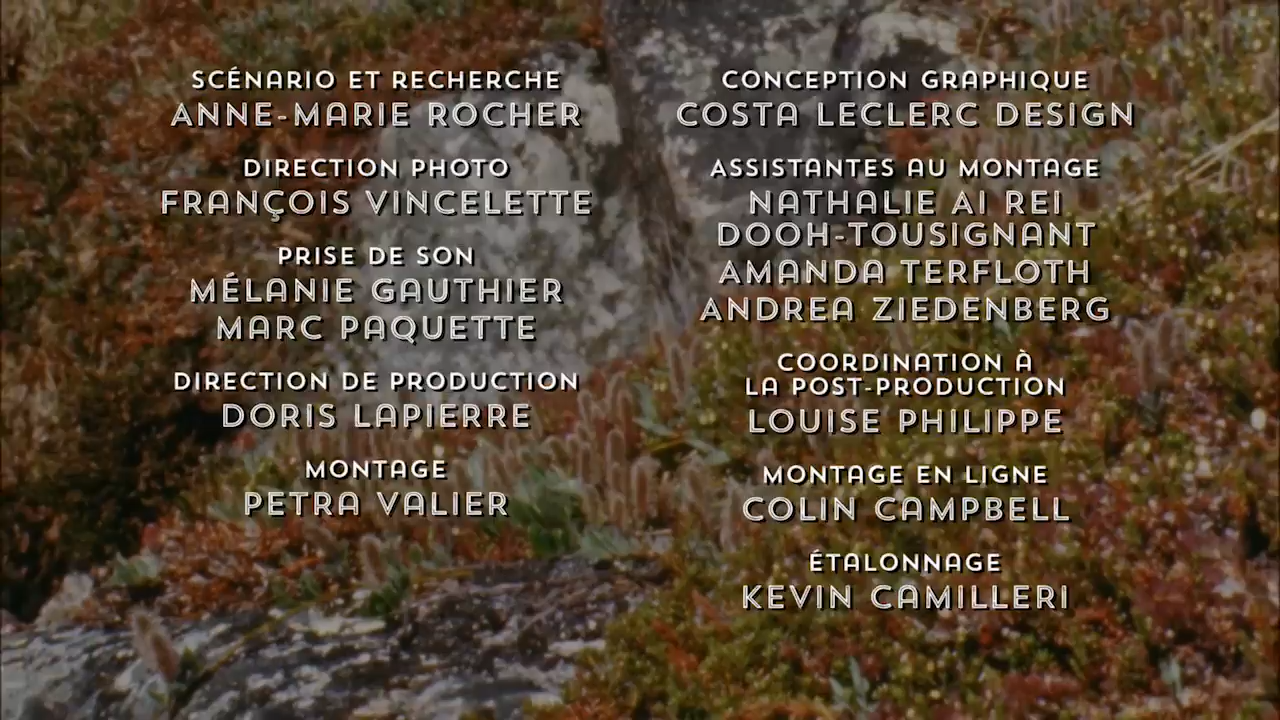 SCÉNARIO ET RECHERCHE
ANNE-MARIE ROCHER
DIRECTION PHOTO
FRANÇOIS VINCELETTE
PRISE DE SON
MÉLANIE GAUTHIER
MARC PAQUETTE
DIRECTION DE PRODUCTION
DORIS LAPIERRE
MONTAGE
PETRA VALIER
CONCEPTION GRAPHIQUE
COSTA LECLERC DESIGN
ASSISTANTES AU MONTAGE
NATHALIE AI REI
DOOH-TOUSIGNANT
AMANDA TERFLOTH
ANDREA ZIEDENBERG
COORDINATION À
LA POST-PRODUCTION
LOUISE PHILIPPE
MONTAGE EN LIGNE
COLIN CAMPBELL
ÉTALONNAGE
KEVIN CAMILLERI